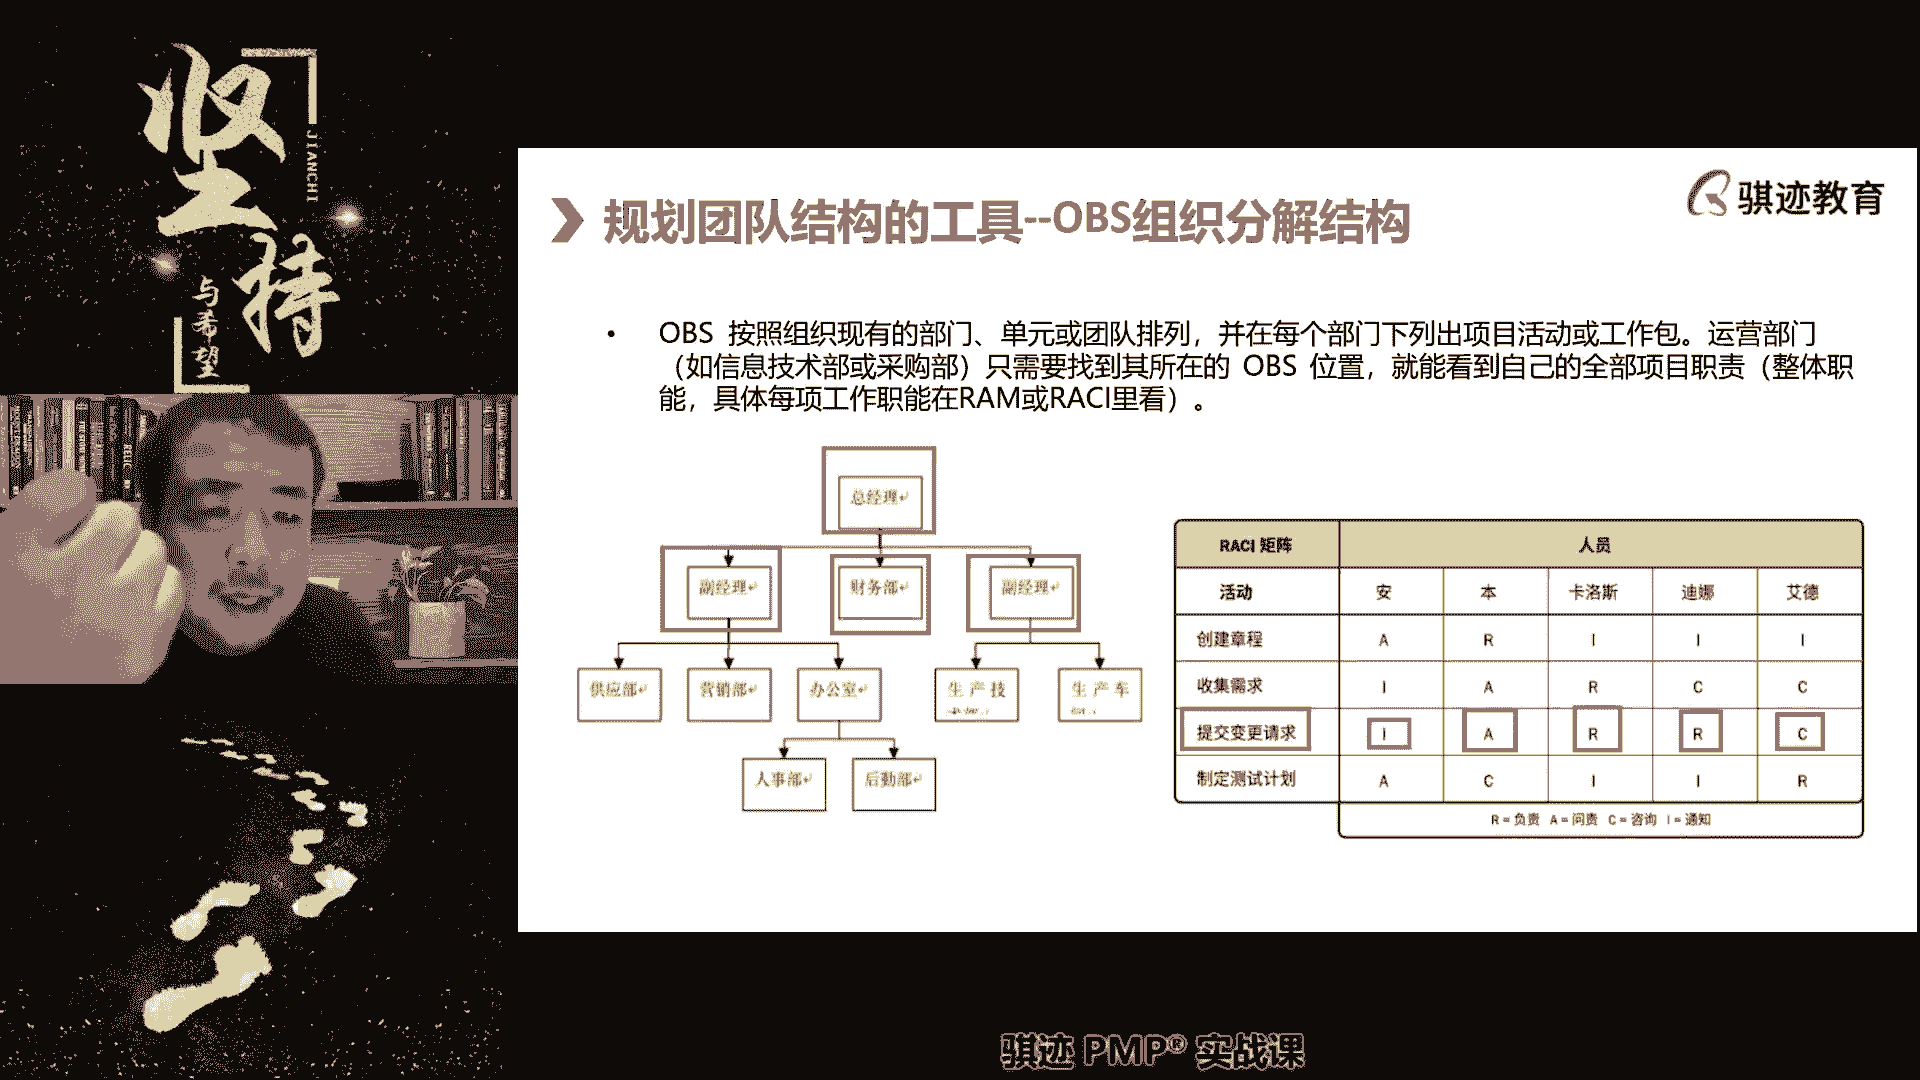 坚
持
JIANCHI
与希望
骐迹教育
规划团队结构的工具--OBS组织分解结构
• OBS 按照组织现有的部门、单元或团队排列，并在每个部门下列出项目活动或工作包。运营部门
（如信息技术部或采购部）只需要找到其所在的 OBS 位置，就能看到自己的全部项目职责（整体职
能，具体每项工作职能在RAM或RACI里看）。
总经理
副经理 财务部 副经理
供应部 营销部 办公室 生产技 生产车
人事部 后勤部
RACI 矩阵 人员
活动 安 本 卡洛斯 迪娜 艾德
创建章程 A R I I I
收集需求 I A R C C
提交变更请求 I A R R C
制定测试计划 A C I I R
R = 负责 A = 问责 C = 咨询 I = 通知
骐迹 PMP® 实战课